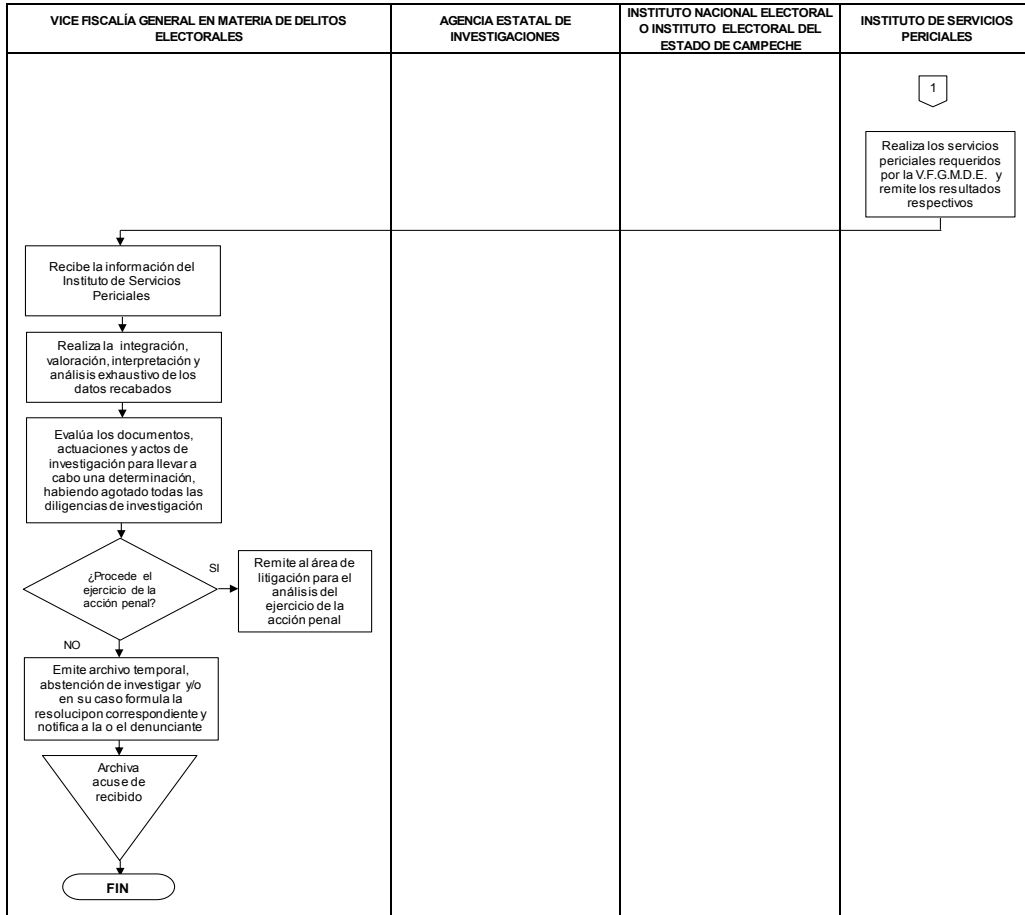 VICE FISCALÍA GENERAL EN MATERIA DE DELITOS
ELECTORALES
AGENCIA ESTATAL DE
INVESTIGACIONES
INSTITUTO NACIONAL ELECTORAL
O INSTITUTO ELECTORAL DEL
ESTADO DE CAMPECHE
INSTITUTO DE SERVICIOS
PERICIALES
1
Realiza los servicios
periciales requeridos
por la V.F.G.M.D.E. y
remite los resultados
respectivos
Recibe la información del
Instituto de Servicios
Periciales
Realiza la integración,
valoración, interpretación y
análisis exhaustivo de los
datos recabados
Evalúa los documentos,
actuaciones y actos de
investigación para llevar a
cabo una determinación,
habiendo agotado todas las
diligencias de investigación
¿Procede el
ejercicio de la
acción penal?
SI
Remite al área de
litigación para el
análisis del
ejercicio de la
acción penal
NO
Emite archivo temporal,
abstención de investigar y/o
en su caso formula la
resolucipon correspondiente y
notifica a la o el denunciante
Archiva
acuse de
recibido
FIN